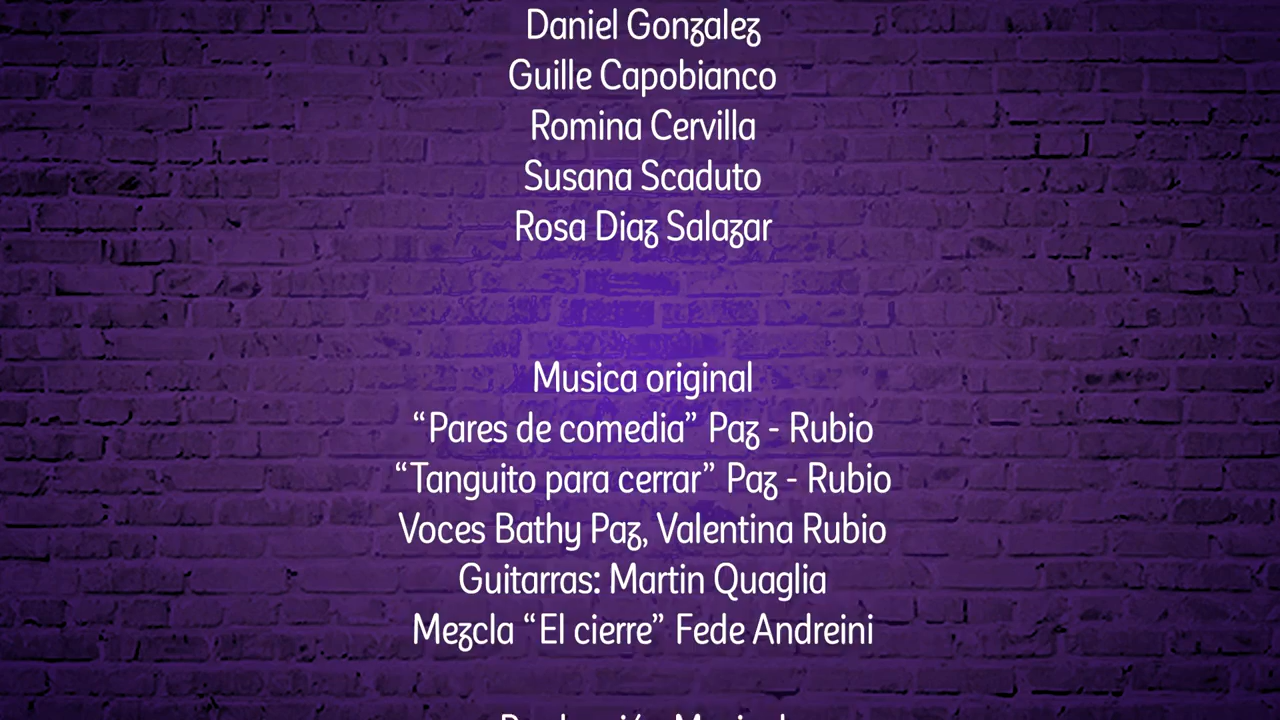 Daniel Gonzalez
Guille Capobianco
Romina Cervilla
Susana Scaduto
Rosa Diaz Salazar
Musica original
“Pares de comedia” Paz - Rubio
“Tanguito para cerrar” Paz - Rubio
Voces Bathy Paz, Valentina Rubio
Guitarras: Martin Quaglia
Mezcla “El cierre” Fede Andreini